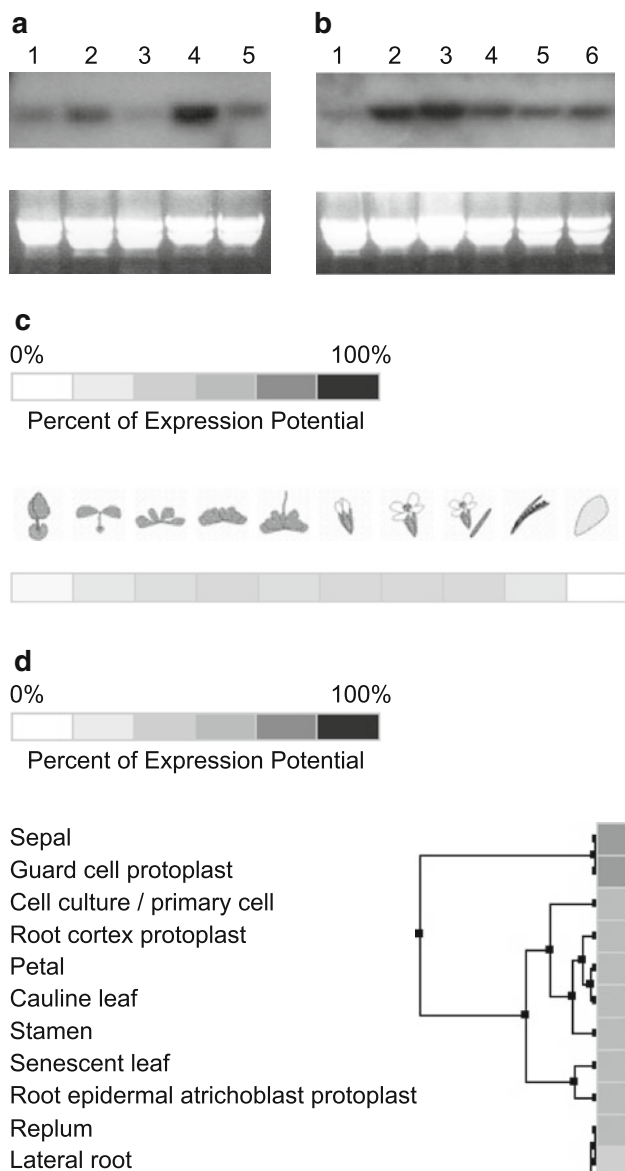 a b
1 2 3 4 5 1 2 3 4 5 6
c
0% 100%
Percent of Expression Potential
d
0% 100%
Percent of Expression Potential
Sepal
Guard cell protoplast
Cell culture / primary cell
Root cortex protoplast
Petal
Cauline leaf
Stamen
Senescent leaf
Root epidermal atrichoblast protoplast
Replum
Lateral root